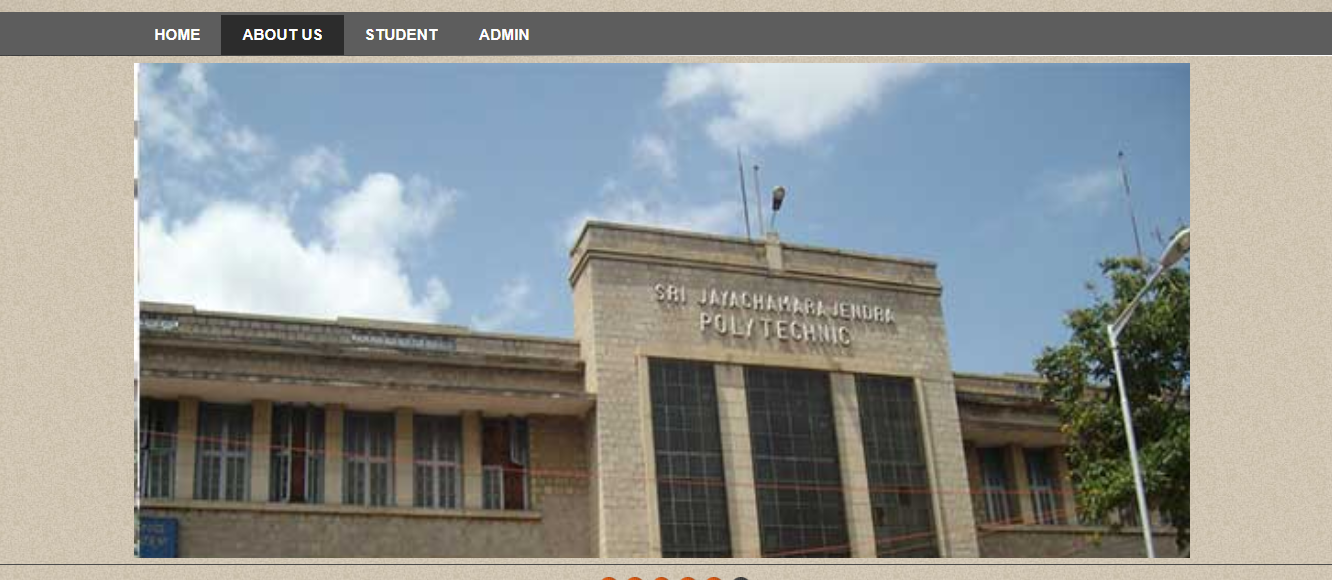 HOME ABOUT US STUDENT ADMIN
SRI JAYACHAMARAJENDRA
POLYTECHNIC